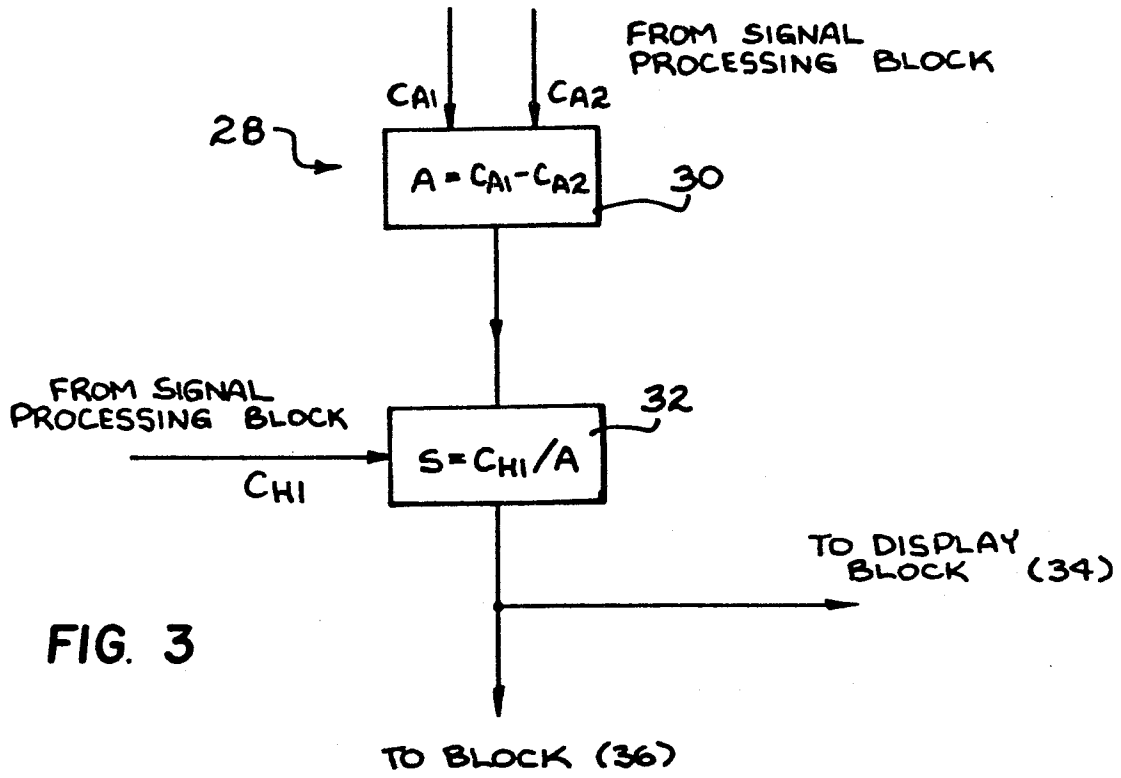 FROM SIGNAL
PROCESSING BLOCK
CA1
CA2
28
A = CA1 - CA2
30
FROM SIGNAL
PROCESSING BLOCK
32
S = CH1/A
CH1
TO DISPLAY
BLOCK (34)
FIG. 3
TO BLOCK (36)